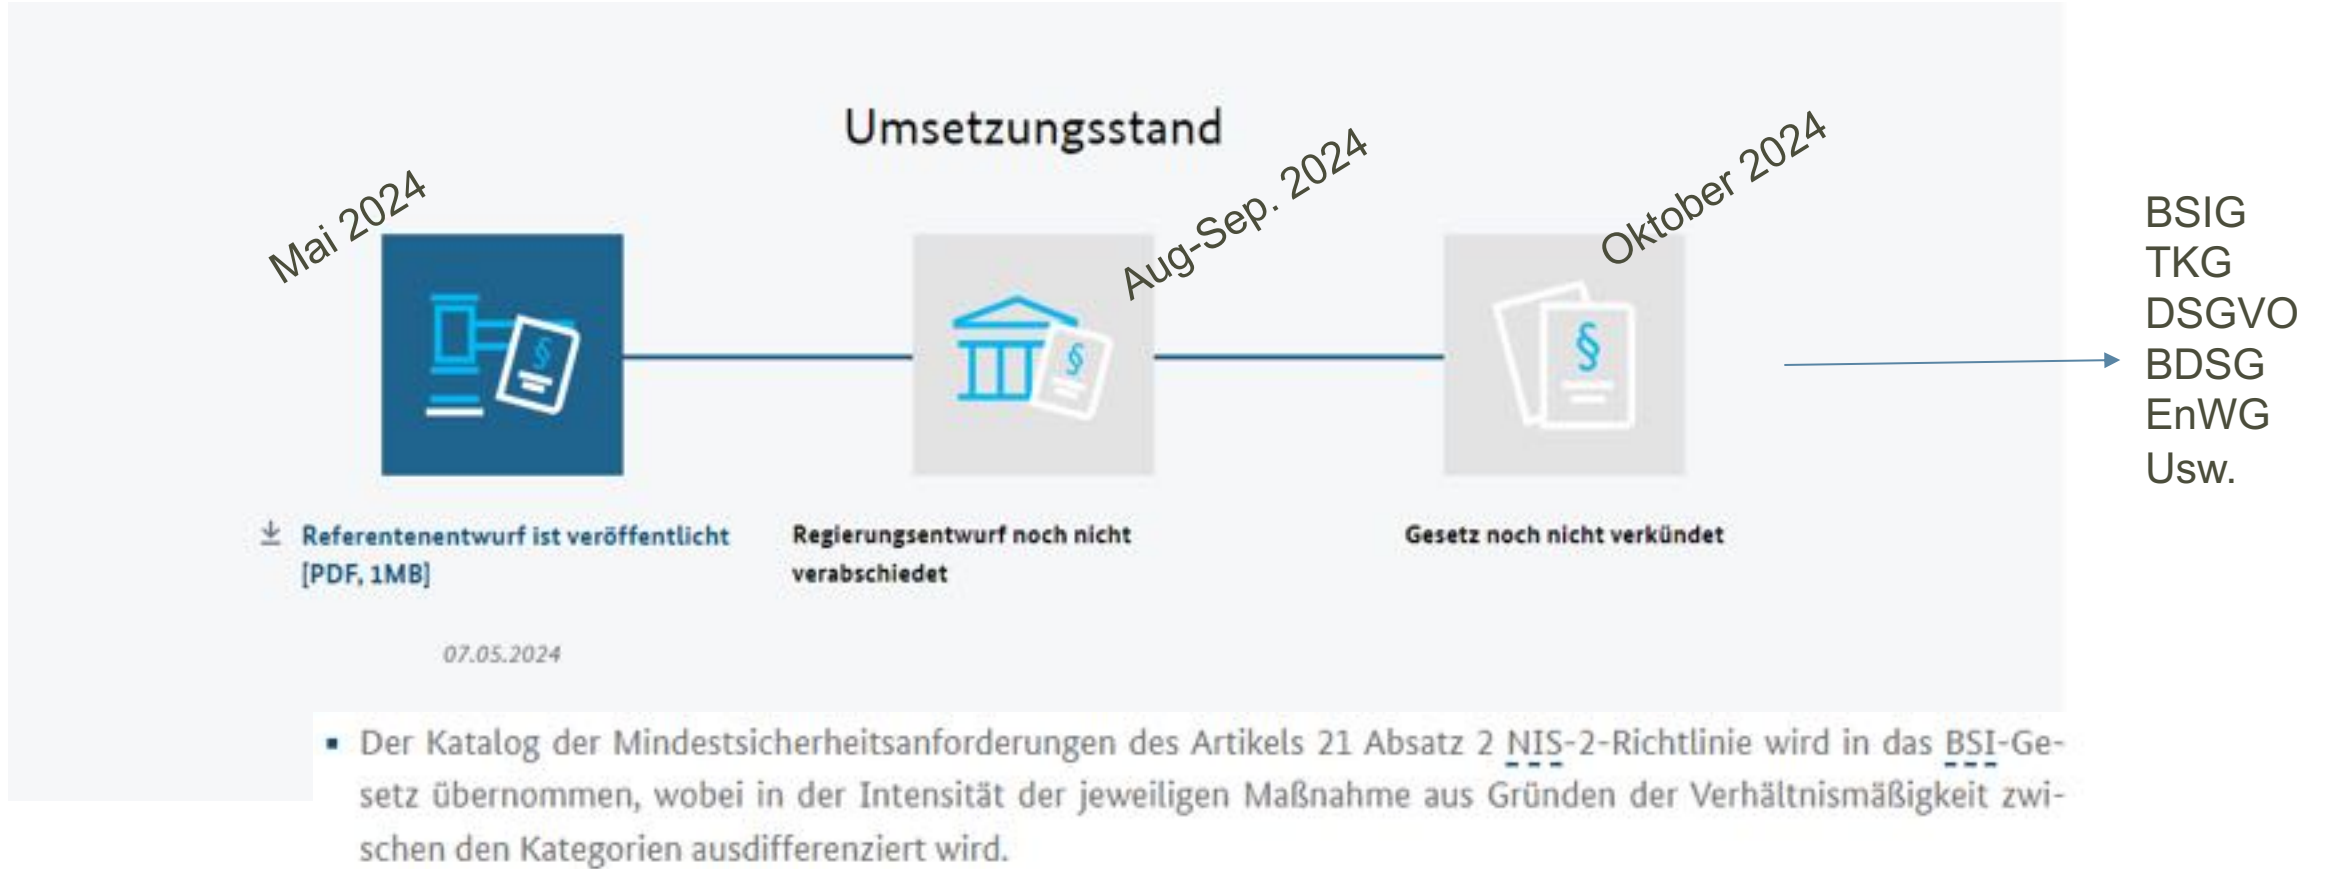 Umsetzungsstand
Mai 2024
Aug-Sep. 2024
Oktober 2024
§
§
§
Referentenentwurf ist veröffentlicht
[PDF, 1MB]
07.05.2024
Regierungsentwurf noch nicht
verabschiedet
Gesetz noch nicht verkündet
BSIG
TKG
DSGVO
BDSG
EnWG
Usw.
▪ Der Katalog der Mindestsicherheitsanforderungen des Artikels 21 Absatz 2 NIS-2-Richtlinie wird in das BSI-Ge-
setz übernommen, wobei in der Intensität der jeweiligen Maßnahme aus Gründen der Verhältnismäßigkeit zwi-
schen den Kategorien ausdifferenziert wird.